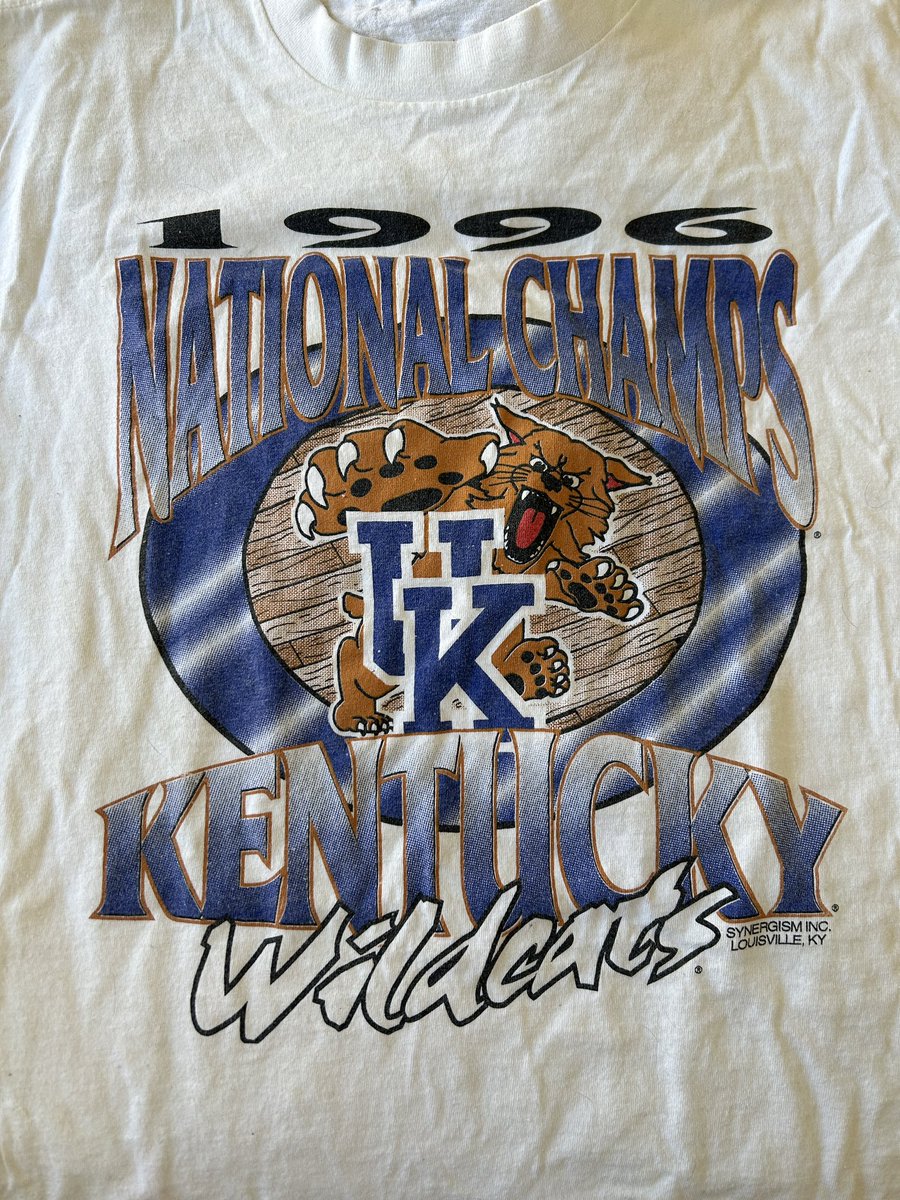 1996
NATIONAL CHAMPS
®
UK
KENTUCKY®
Wildcats®
SYNERGISM INC.
LOUISVILLE, KY